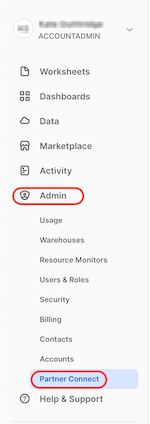 ACCOUNTADMIN
Worksheets
Dashboards
Data
Marketplace
Activity
Admin
Usage
Warehouses
Resource Monitors
Users & Roles
Security
Billing
Contacts
Accounts
Partner Connect
Help & Support